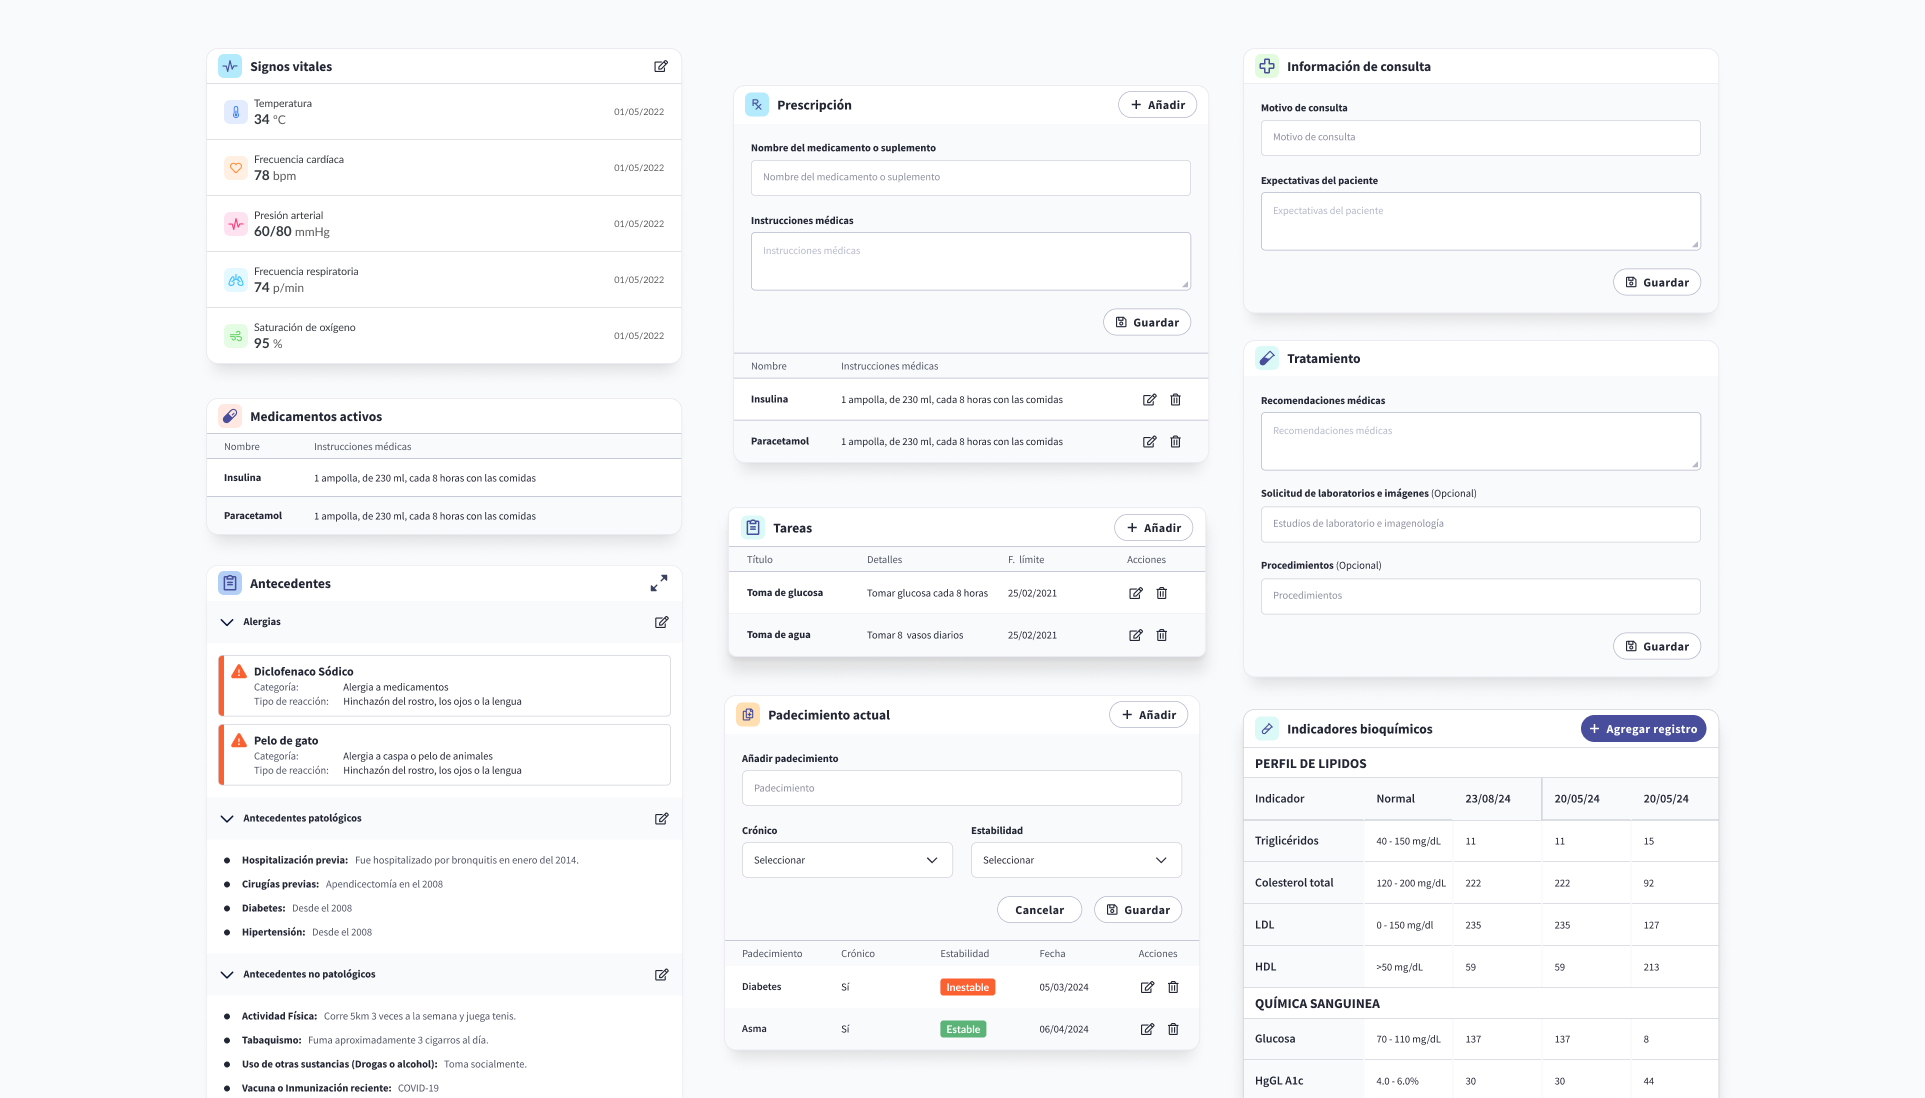 Signos vitales
Temperatura
34 °C
01/05/2022
Frecuencia cardíaca
78 bpm
01/05/2022
Presión arterial
60/80 mmHg
01/05/2022
Frecuencia respiratoria
74 p/min
01/05/2022
Saturación de oxígeno
95 %
01/05/2022
Medicamentos activos
Nombre Instrucciones médicas
Insulina 1 ampolla, de 230 ml, cada 8 horas con las comidas
Paracetamol 1 ampolla, de 230 ml, cada 8 horas con las comidas
Antecedentes
Alergias
Diclofenaco Sódico
Categoría: Alergia a medicamentos
Tipo de reacción: Hinchazón del rostro, los ojos o la lengua
Pelo de gato
Categoría: Alergia a caspa o pelo de animales
Tipo de reacción: Hinchazón del rostro, los ojos o la lengua
Antecedentes patológicos
Hospitalización previa: Fue hospitalizado por bronquitis en enero del 2014.
Cirugías previas: Apendicectomía en el 2008
Diabetes: Desde el 2008
Hipertensión: Desde el 2008
Antecedentes no patológicos
Actividad Física: Corre 5km 3 veces a la semana y juega tenis.
Tabaquismo: Fuma aproximadamente 3 cigarros al día.
Uso de otras sustancias (Drogas o alcohol): Toma socialmente.
Vacuna o Inmunización reciente: COVID-19
Prescripción
+ Añadir
Nombre del medicamento o suplemento
Nombre del medicamento o suplemento
Instrucciones médicas
Instrucciones médicas
Guardar
Nombre Instrucciones médicas
Insulina 1 ampolla, de 230 ml, cada 8 horas con las comidas
Paracetamol 1 ampolla, de 230 ml, cada 8 horas con las comidas
Tareas
+ Añadir
Título Detalles F. límite Acciones
Toma de glucosa Tomar glucosa cada 8 horas 25/02/2021
Toma de agua Tomar 8 vasos diarios 25/02/2021
Padecimiento actual
+ Añadir
Añadir padecimiento
Padecimiento
Crónico Estabilidad
Seleccionar Seleccionar
Cancelar Guardar
Padecimiento Crónico Estabilidad Fecha Acciones
Diabetes Sí Inestable 05/03/2024
Asma Sí Estable 06/04/2024
Información de consulta
Motivo de consulta
Motivo de consulta
Expectativas del paciente
Expectativas del paciente
Guardar
Tratamiento
Recomendaciones médicas
Recomendaciones médicas
Solicitud de laboratorios e imágenes (Opcional)
Estudios de laboratorio e imagenología
Procedimientos (Opcional)
Procedimientos
Guardar
Indicadores bioquímicos
+ Agregar registro
PERFIL DE LIPIDOS
Indicador Normal 23/08/24 20/05/24 20/05/24
Triglicéridos 40 - 150 mg/dL 11 11 15
Colesterol total 120 - 200 mg/dL 222 222 92
LDL 0 - 150 mg/dl 235 235 127
HDL >50 mg/dL 59 59 213
QUÍMICA SANGUINEA
Glucosa 70 - 110 mg/dL 137 137 8
HgGL A1c 4.0 - 6.0% 30 30 44